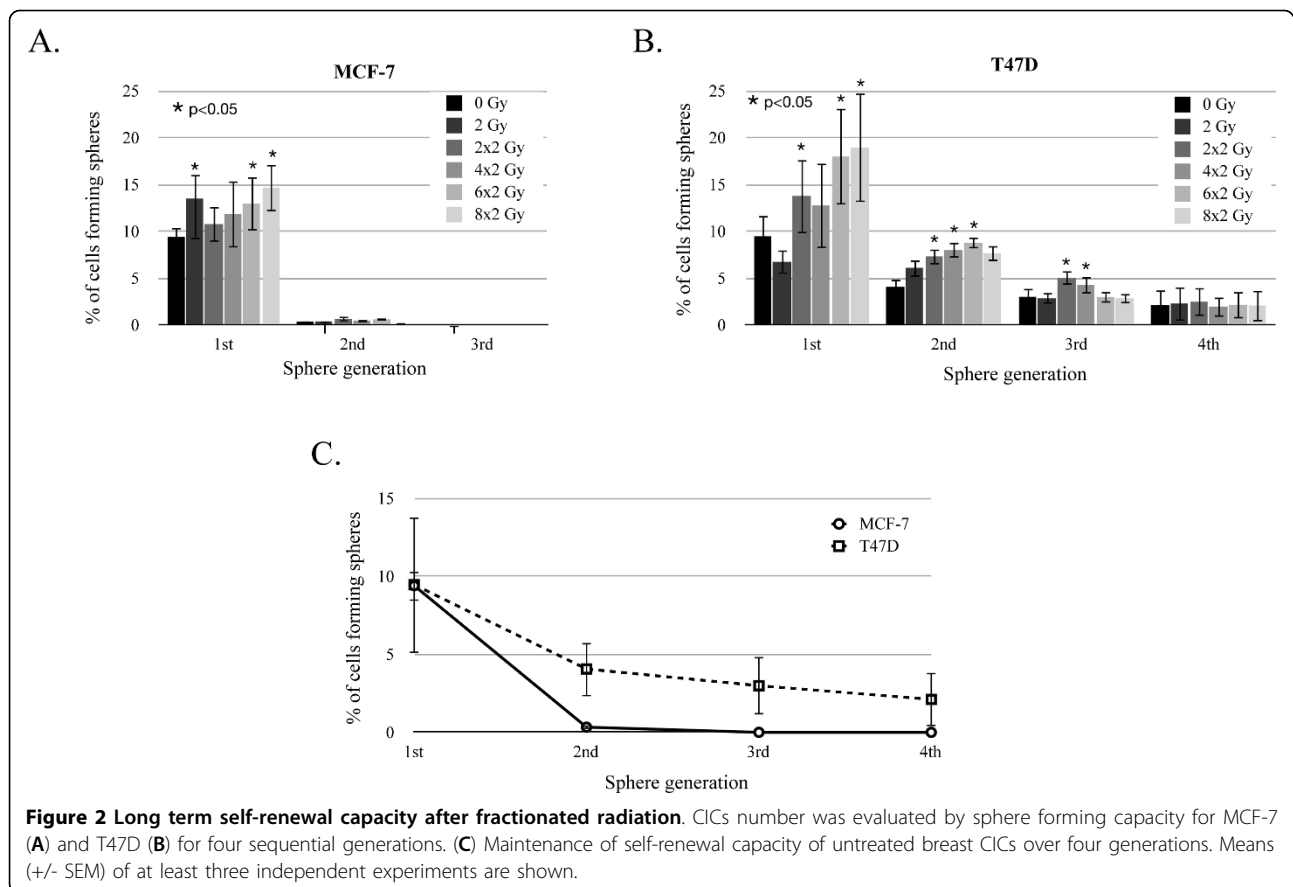 A.
MCF-7
% of cells forming spheres
25
20
15
10
5
0
* p<0.05
0 Gy
2 Gy
2x2 Gy
4x2 Gy
6x2 Gy
8x2 Gy
* * *
1st 2nd 3rd
Sphere generation
B.
T47D
% of cells forming spheres
25
20
15
10
5
0
* p<0.05
0 Gy
2 Gy
2x2 Gy
4x2 Gy
6x2 Gy
8x2 Gy
* * *
* * *
* *
1st 2nd 3rd 4th
Sphere generation
C.
% of cells forming spheres
15
10
5
0
MCF-7
T47D
1st 2nd 3rd 4th
Sphere generation
Figure 2 Long term self-renewal capacity after fractionated radiation. CICs number was evaluated by sphere forming capacity for MCF-7
(A) and T47D (B) for four sequential generations. (C) Maintenance of self-renewal capacity of untreated breast CICs over four generations. Means
(+/- SEM) of at least three independent experiments are shown.